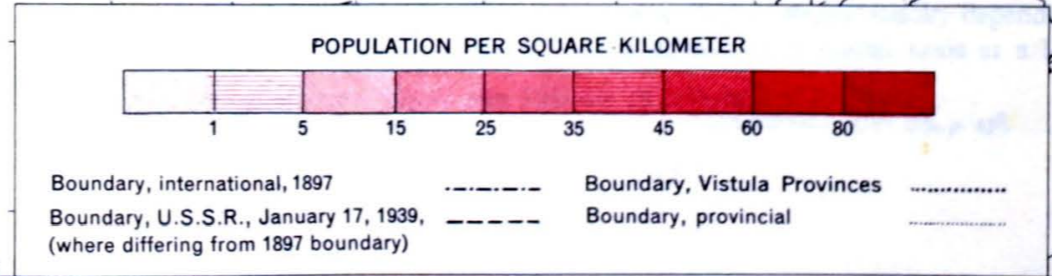 POPULATION PER SQUARE KILOMETER
1 5 15 25 35 45 60 80
Boundary, international, 1897
Boundary, U.S.S.R., January 17, 1939,
(where differing from 1897 boundary)
Boundary, Vistula Provinces
Boundary, provincial